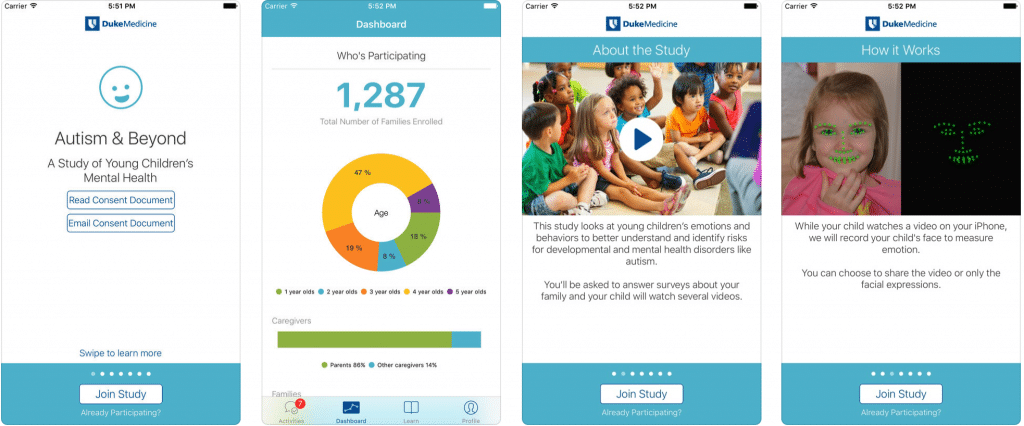 Carrier 5:51 PM
DukeMedicine
Autism & Beyond
A Study of Young Children's
Mental Health
Read Consent Document
Email Consent Document
Swipe to learn more
Join Study
Already Participating?
Carrier 5:52 PM
Dashboard
Who's Participating
1,287
Total Number of Families Enrolled
47 %
8 %
Age
18 %
19 %
8 %
1 year olds 2 year olds 3 year olds 4 year olds 5 year olds
Caregivers
Parents 86% Other caregivers 14%
Families
7
Activities Dashboard Learn Profile
Carrier 5:52 PM
DukeMedicine
About the Study
This study looks at young children's emotions and
behaviors to better understand and identify risks
for developmental and mental health disorders like
autism.
You'll be asked to answer surveys about your
family and your child will watch several videos.
Join Study
Already Participating?
Carrier 5:52 PM
DukeMedicine
How it Works
While your child watches a video on your iPhone,
we will record your child's face to measure
emotion.
You can choose to share the video or only the
facial expressions.
Join Study
Already Participating?